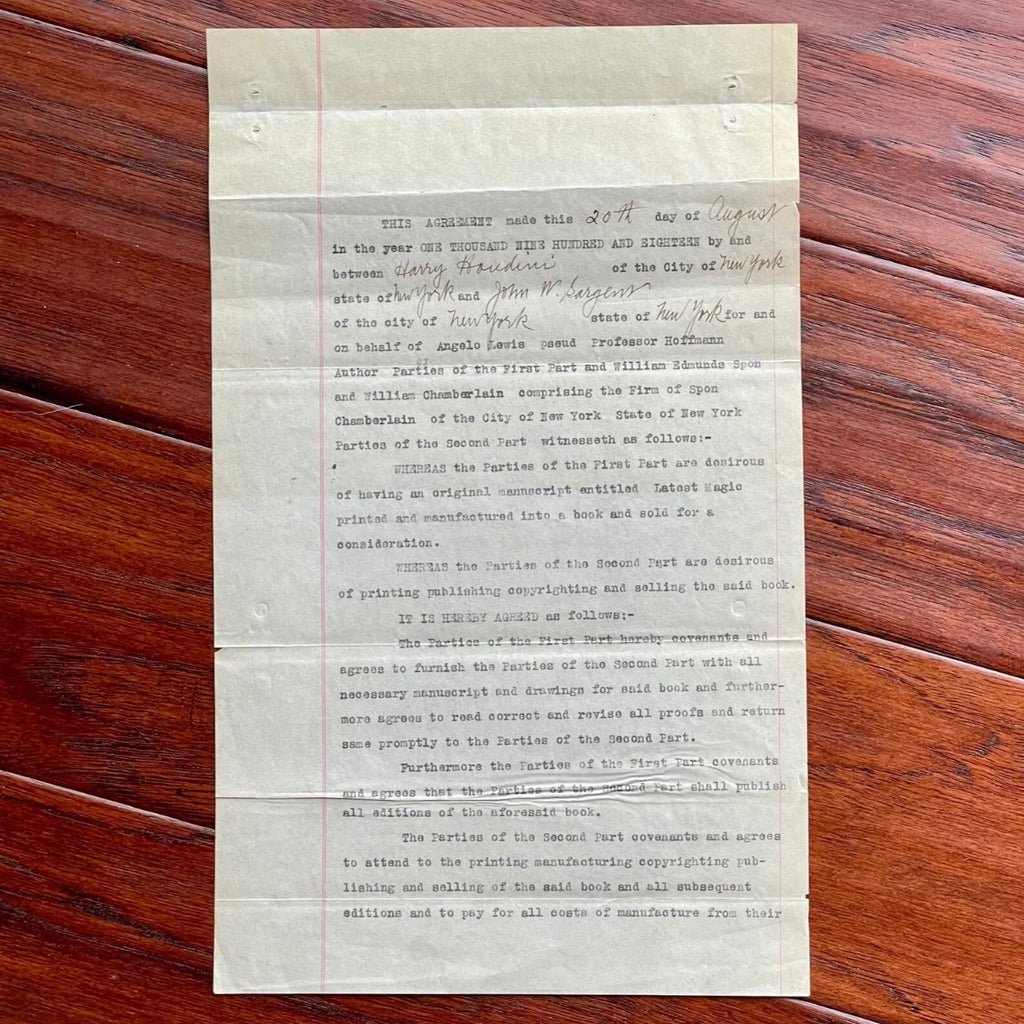 THIS AGREEMENT made this 20th day of August
in the year ONE THOUSAND NINE HUNDRED AND EIGHTEEN by and
between Harry Houdini of the City of New York
state of New York and John W. Sargent
of the city of New York state of New York for and
on behalf of Angelo Lewis pseud Professor Hoffmann
Author Parties of the First Part and William Edmunds Spon
and William Chamberlain comprising the Firm of Spon
Chamberlain of the City of New York State of New York
Parties of the Second Part witnesseth as follows:-
WHEREAS the Parties of the First Part are desirous
of having an original manuscript entitled Latest Magic
printed and manufactured into a book and sold for a
consideration.
WHEREAS the Parties of the Second Part are desirous
of printing publishing copyrighting and selling the said book.
IT IS HEREBY AGREED as follows:-
The Parties of the First Part hereby covenants and
agrees to furnish the Parties of the Second Part with all
necessary manuscript and drawings for said book and further-
more agrees to read correct and revise all proofs and return
same promptly to the Parties of the Second Part.
Furthermore the Parties of the First Part covenants
and agrees that the Parties of the Second Part shall publish
all editions of the aforesaid book.
The Parties of the Second Part covenants and agrees
to attend to the printing manufacturing copyrighting pub-
lishing and selling of the said book and all subsequent
editions and to pay for all costs of manufacture from their